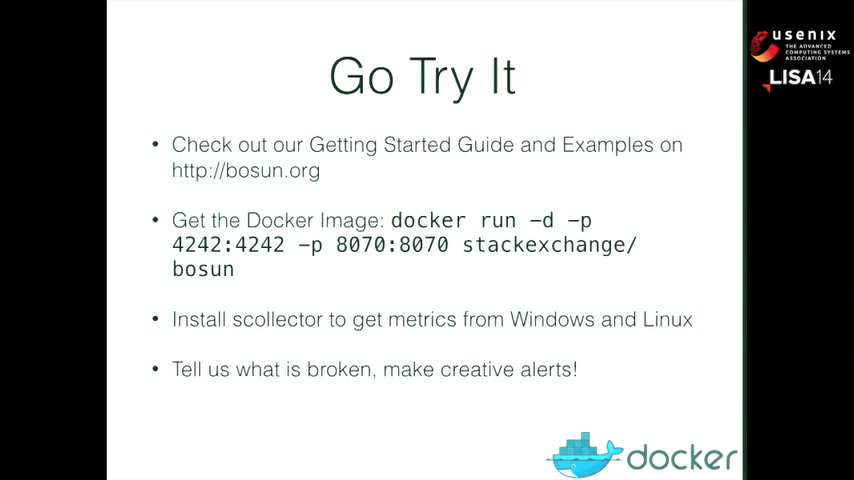 Go Try It
• Check out our Getting Started Guide and Examples on
http://bosun.org
• Get the Docker Image: docker run -d -p
4242:4242 -p 8070:8070 stackexchange/
bosun
• Install scollector to get metrics from Windows and Linux
• Tell us what is broken, make creative alerts!
docker
usenix
THE ADVANCED
COMPUTING SYSTEMS
ASSOCIATION
LISA14